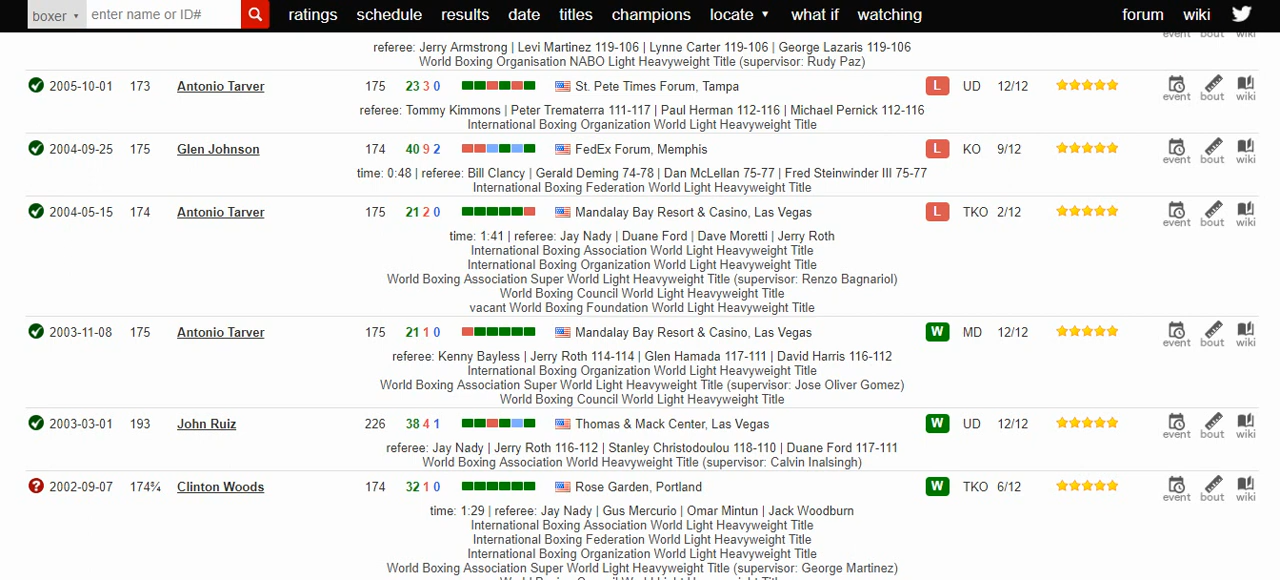 boxer enter name or ID# ratings schedule results date titles champions locate what if watching forum wiki
referee: Jerry Armstrong | Levi Martinez 119-106 | Lynne Carter 119-106 | George Lazaris 119-106
World Boxing Organisation NABO Light Heavyweight Title (supervisor: Rudy Paz)
2005-10-01 173 Antonio Tarver 175 23 3 0 St. Pete Times Forum, Tampa L UD 12/12 event bout wiki
referee: Tommy Kimmons | Peter Trematerra 111-117 | Paul Herman 112-116 | Michael Pernick 112-116
International Boxing Organization World Light Heavyweight Title
2004-09-25 175 Glen Johnson 174 40 9 2 FedEx Forum, Memphis L KO 9/12 event bout wiki
time: 0:48 | referee: Bill Clancy | Gerald Deming 74-78 | Dan McLellan 75-77 | Fred Steinwinder III 75-77
International Boxing Federation World Light Heavyweight Title
2004-05-15 174 Antonio Tarver 175 21 2 0 Mandalay Bay Resort & Casino, Las Vegas L TKO 2/12 event bout wiki
time: 1:41 | referee: Jay Nady | Duane Ford | Dave Moretti | Jerry Roth
International Boxing Association World Light Heavyweight Title
International Boxing Organization World Light Heavyweight Title
World Boxing Association Super World Light Heavyweight Title (supervisor: Renzo Bagnariol)
World Boxing Council World Light Heavyweight Title
vacant World Boxing Foundation World Light Heavyweight Title
2003-11-08 175 Antonio Tarver 175 21 1 0 Mandalay Bay Resort & Casino, Las Vegas W MD 12/12 event bout wiki
referee: Kenny Bayless | Jerry Roth 114-114 | Glen Hamada 117-111 | David Harris 116-112
International Boxing Organization World Light Heavyweight Title
World Boxing Association Super World Light Heavyweight Title (supervisor: Jose Oliver Gomez)
World Boxing Council World Light Heavyweight Title
2003-03-01 193 John Ruiz 226 38 4 1 Thomas & Mack Center, Las Vegas W UD 12/12 event bout wiki
referee: Jay Nady | Jerry Roth 116-112 | Stanley Christodoulou 118-110 | Duane Ford 117-111
World Boxing Association World Heavyweight Title (supervisor: Calvin Inalsingh)
2002-09-07 174¾ Clinton Woods 174 32 1 0 Rose Garden, Portland W TKO 6/12 event bout wiki
time: 1:29 | referee: Jay Nady | Gus Mercurio | Omar Mintun | Jack Woodburn
International Boxing Association World Light Heavyweight Title
International Boxing Federation World Light Heavyweight Title
International Boxing Organization World Light Heavyweight Title
World Boxing Association Super World Light Heavyweight Title (supervisor: George Martinez)
World Boxing Council World Light Heavyweight Title